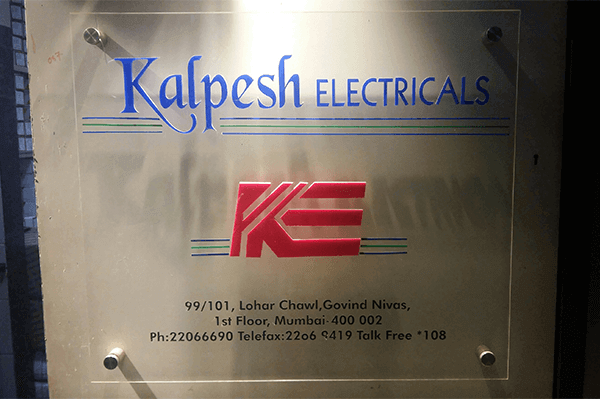 Kalpesh ELECTRICALS
KE
99/101, Lohar Chawl,Govind Nivas,
1st Floor, Mumbai-400 002
Ph:22066690 Telefax:22o6 8419 Talk Free *108